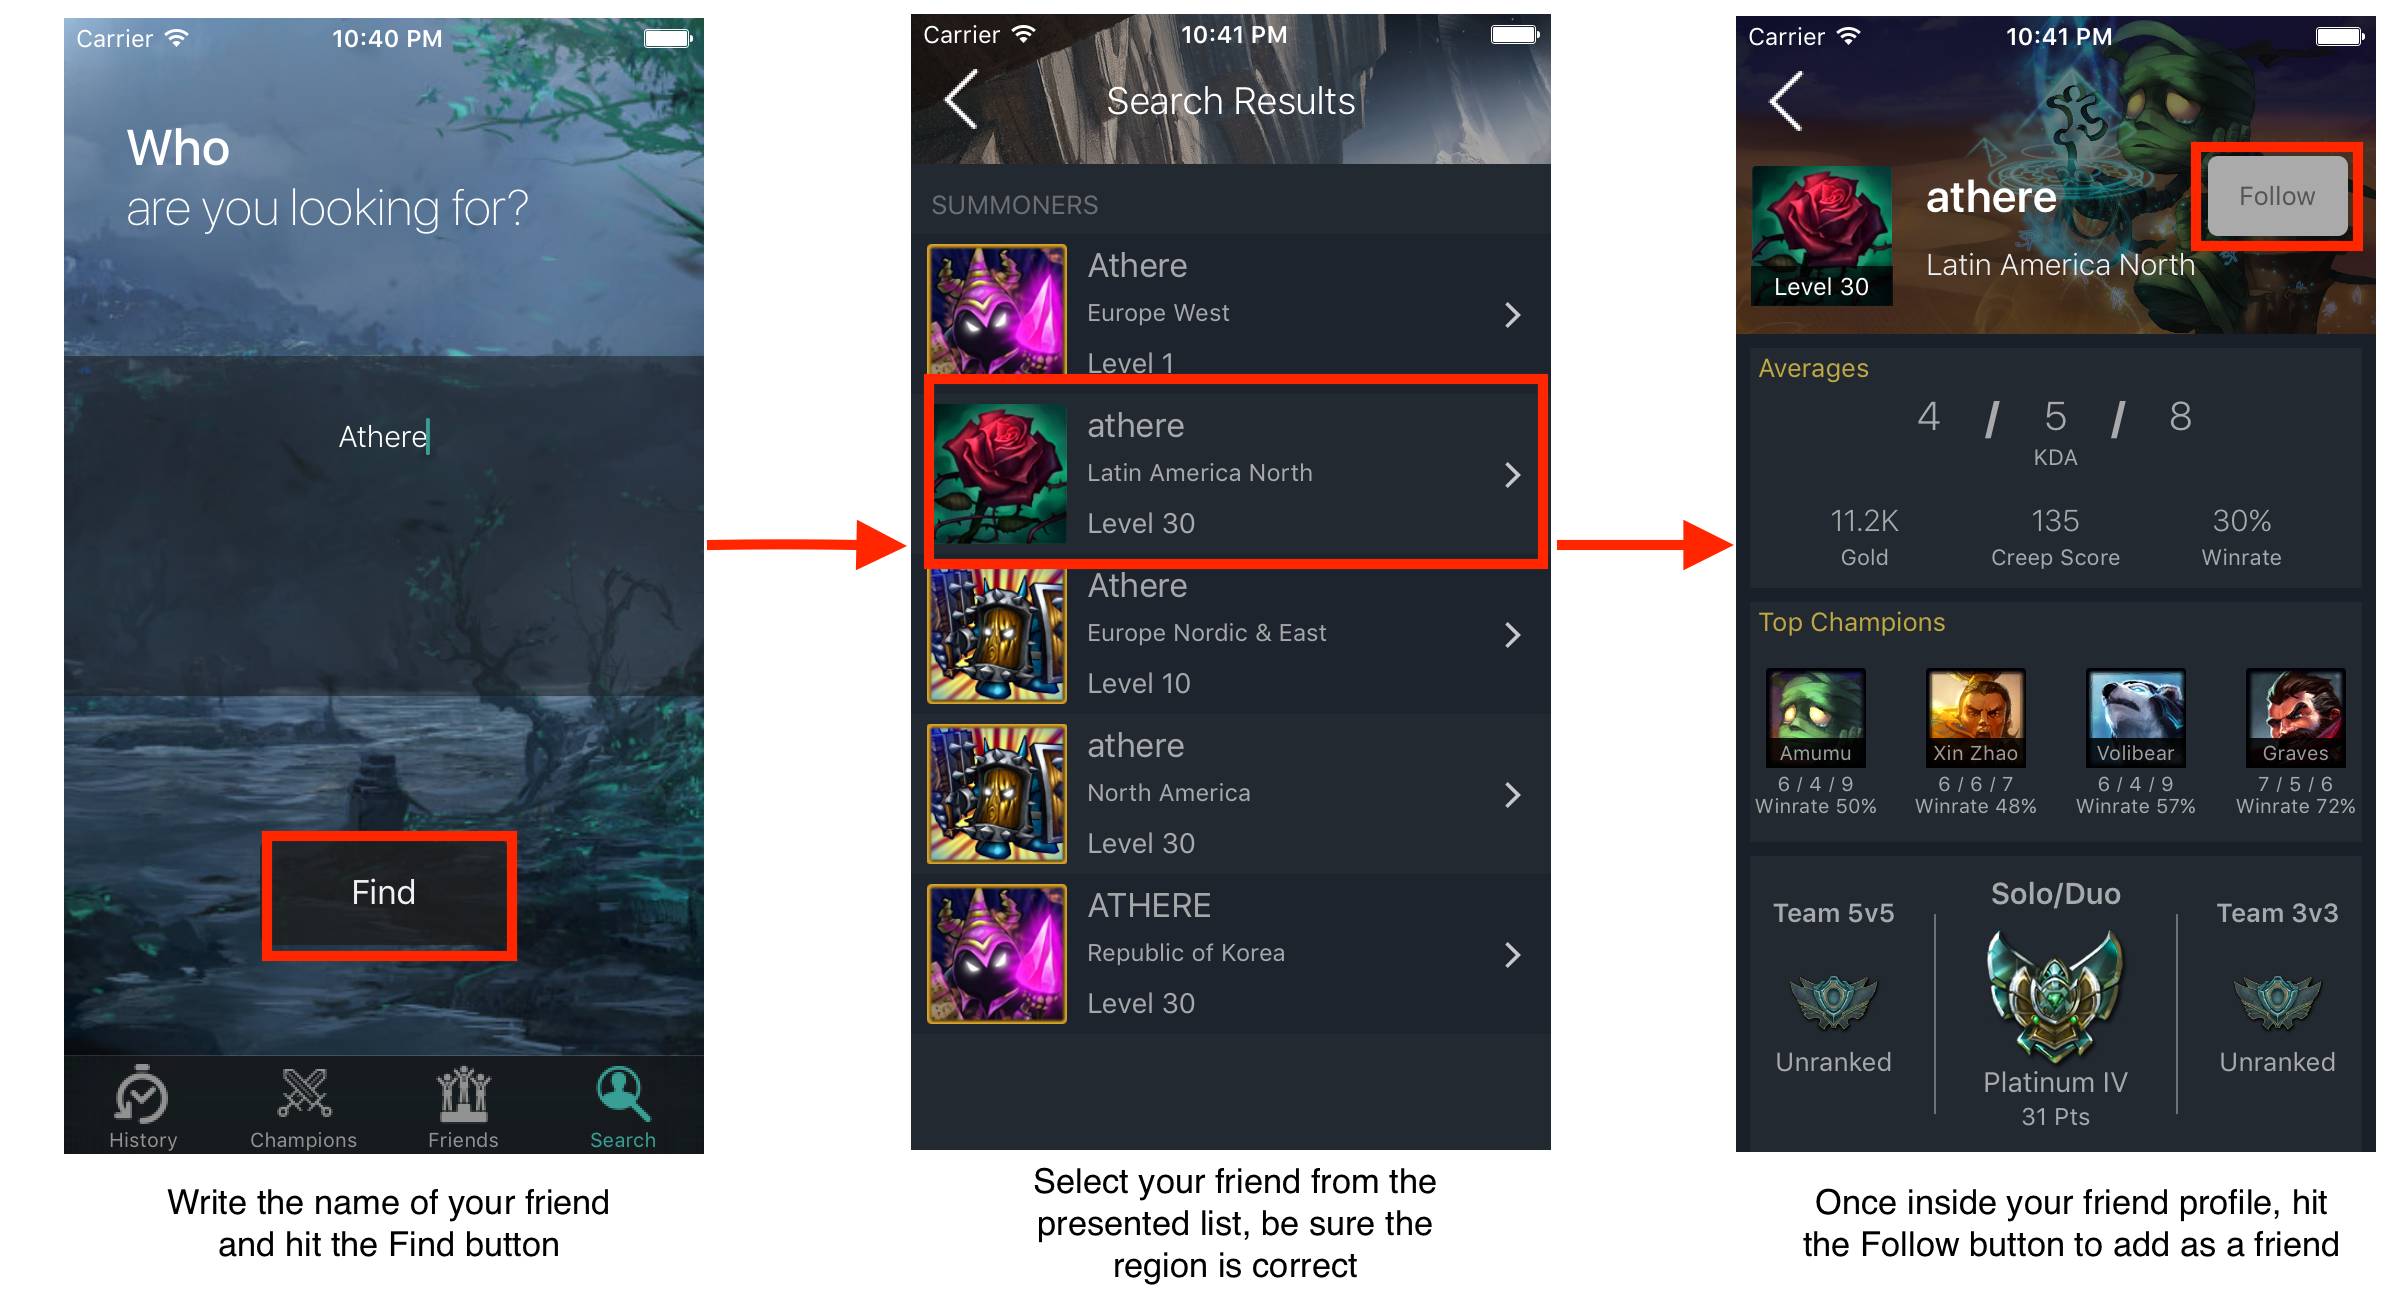 Carrier 10:40 PM
Who
are you looking for?
Athere
Find
History Champions Friends Search
Write the name of your friend
and hit the Find button
Carrier 10:41 PM
Search Results
SUMMONERS
Athere
Europe West
Level 1
athere
Latin America North
Level 30
Athere
Europe Nordic & East
Level 10
athere
North America
Level 30
ATHERE
Republic of Korea
Level 30
Select your friend from the
presented list, be sure the
region is correct
Carrier 10:41 PM
athere
Follow
Latin America North
Level 30
Averages
4 / 5 / 8
KDA
11.2K 135 30%
Gold Creep Score Winrate
Top Champions
Amumu Xin Zhao Volibear Graves
6 / 4 / 9 6 / 6 / 7 6 / 4 / 9 7 / 5 / 6
Winrate 50% Winrate 48% Winrate 57% Winrate 72%
Solo/Duo
Team 5v5 Team 3v3
Unranked Unranked
Platinum IV
31 Pts
Once inside your friend profile, hit
the Follow button to add as a friend